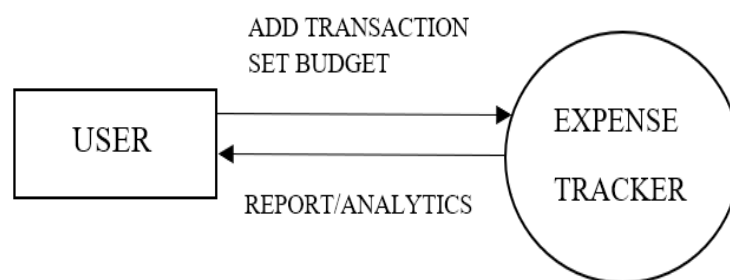 ADD TRANSACTION
SET BUDGET
USER
EXPENSE
TRACKER
REPORT/ANALYTICS